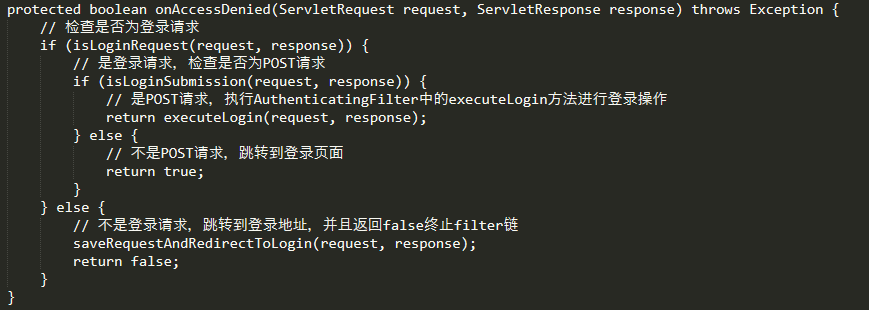 protected boolean onAccessDenied(ServletRequest request, ServletResponse response) throws Exception {
    // 检查是否为登录请求
    if (isLoginRequest(request, response)) {
        // 是登录请求，检查是否为POST请求
        if (isLoginSubmission(request, response)) {
            // 是POST请求，执行AuthenticatingFilter中的executeLogin方法进行登录操作
            return executeLogin(request, response);
        } else {
            // 不是POST请求，跳转到登录页面
            return true;
        }
    } else {
        // 不是登录请求，跳转到登录地址，并且返回false终止filter链
        saveRequestAndRedirectToLogin(request, response);
        return false;
    }
}